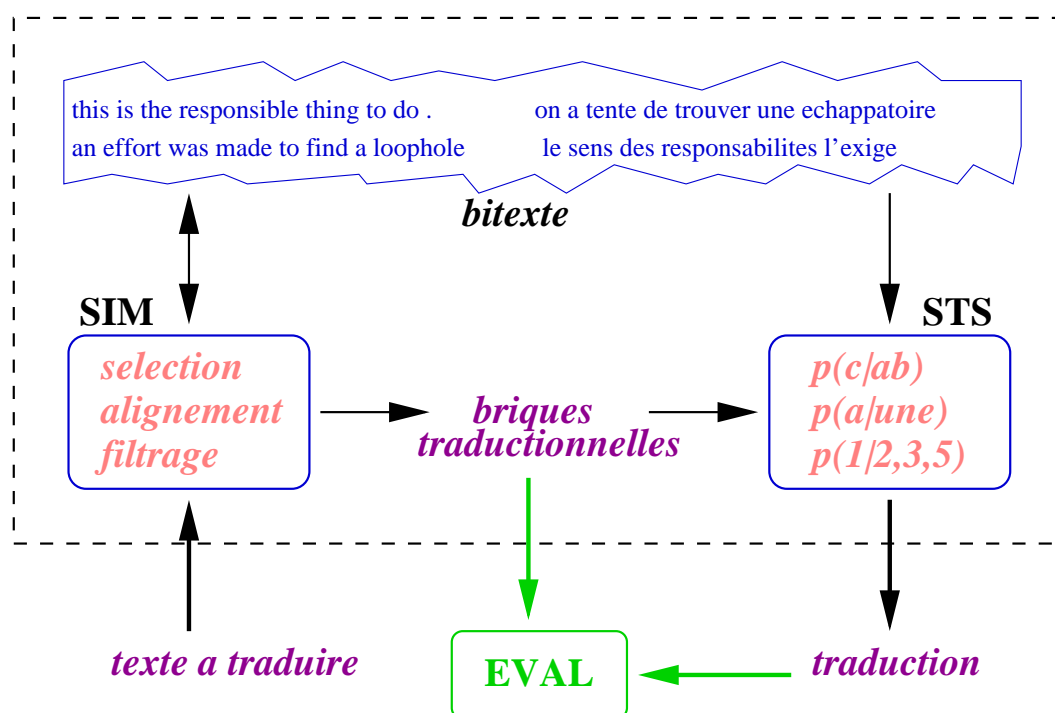 this is the responsible thing to do . on a tente de trouver une echappatoire
an effort was made to find a loophole le sens des responsabilites l'exige
bitexte
SIM
STS
selection
alignement
filtrage
briques
traductionnelles
p(c/ab)
p(a/une)
p(1/2,3,5)
texte a traduire
EVAL
traduction